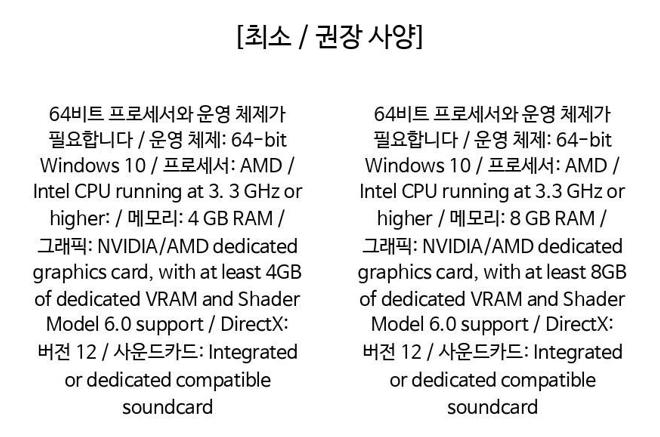 [최소 / 권장 사양]
64비트 프로세서와 운영 체제가
필요합니다 / 운영 체제: 64-bit
Windows 10 / 프로세서: AMD /
Intel CPU running at 3. 3 GHz or
higher: / 메모리: 4 GB RAM /
그래픽: NVIDIA/AMD dedicated
graphics card, with at least 4GB
of dedicated VRAM and Shader
Model 6.0 support / DirectX:
버전 12 / 사운드카드: Integrated
or dedicated compatible
soundcard
64비트 프로세서와 운영 체제가
필요합니다 / 운영 체제: 64-bit
Windows 10 / 프로세서: AMD /
Intel CPU running at 3.3 GHz or
higher / 메모리: 8 GB RAM /
그래픽: NVIDIA/AMD dedicated
graphics card, with at least 8GB
of dedicated VRAM and Shader
Model 6.0 support / DirectX:
버전 12 / 사운드카드: Integrated
or dedicated compatible
soundcard